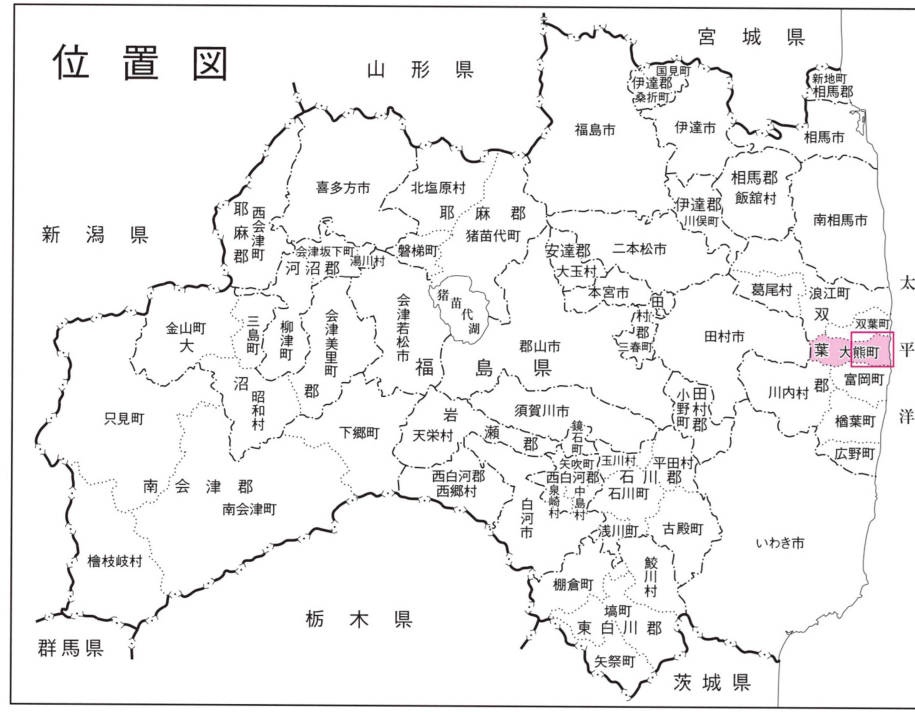 位置図
宮城県
山形県
新潟県
群馬県
栃木県
茨城県
太平洋
福島県
国見町
伊達郡
桑折町
新地町
相馬郡
福島市
伊達市
相馬市
喜多方市
北塩原村
耶麻郡
猪苗代町
相馬郡
飯舘村
伊達郡
川俣町
南相馬市
耶麻郡
西会津町
会津坂下町
河沼郡
湯川村
磐梯町
安達郡
大玉村
二本松市
本宮市
猪苗代湖
葛尾村
浪江町
双葉郡
双葉町
大熊町
富岡町
楢葉町
広野町
川内村
金山町
大沼郡
三島町
柳津町
会津美里町
会津若松市
昭和村
郡山市
田村郡
三春町
田村市
田村郡
小野町
只見町
下郷町
岩瀬郡
天栄村
須賀川市
鏡石町
南会津郡
南会津町
檜枝岐村
西白河郡
西郷村
白河市
矢吹町
西白河郡
泉崎村
中島村
玉川村
平田村
石川郡
石川町
浅川町
古殿町
いわき市
棚倉町
鮫川村
塙町
東白川郡
矢祭町